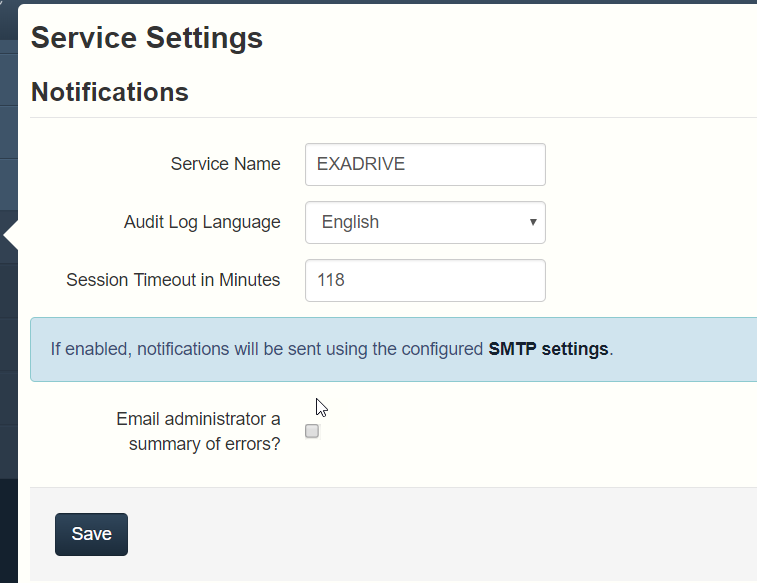 Service Settings
Notifications
Service Name
EXADRIVE
Audit Log Language
English
Session Timeout in Minutes
118
If enabled, notifications will be sent using the configured SMTP settings.
Email administrator a
summary of errors?
Save